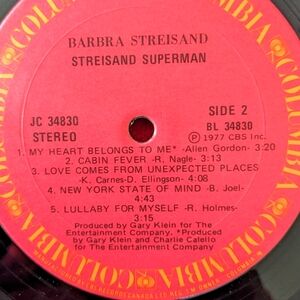 BARBRA STREISAND
STREISAND SUPERMAN
JC 34830
STEREO
SIDE 2
BL 34830
℗ 1977 CBS Inc.
1. MY HEART BELONGS TO ME* -Allen Gordon- 3:20
2. CABIN FEVER -R. Nagle- 3:13
3. LOVE COMES FROM UNEXPECTED PLACES
-K. Carnes-D. Ellingson- 4:08
4. NEW YORK STATE OF MIND -B. Joel-
4:43
5. LULLABY FOR MYSELF -R. Holmes-
3:15
Produced by Gary Klein for The
Entertainment Company. *Produced by
Gary Klein and Charlie Calello for
The Entertainment Company
COLUMBIA COLUMBIA COLUMBIA